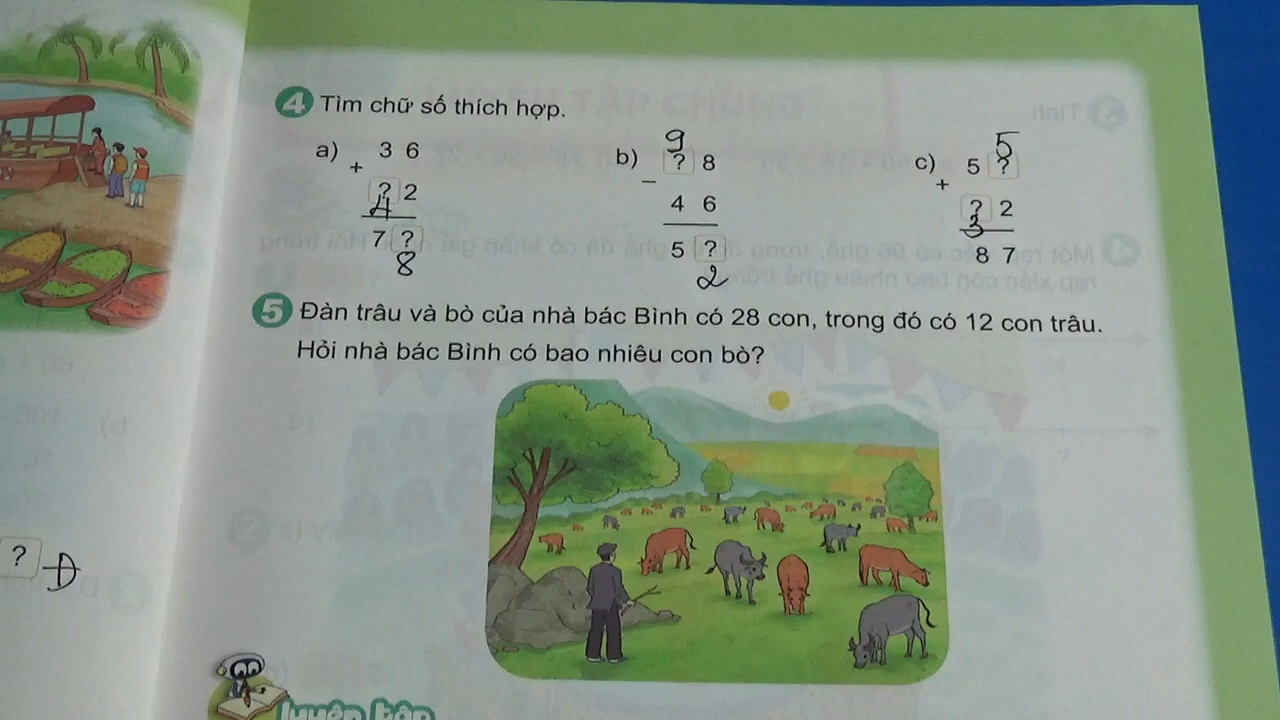 4 Tìm chữ số thích hợp.
a) 3 6
+
? 2
4
7 ?
8
b) 9
? 8
−
4 6
5 ?
2
c) 5
5 ?
+
? 2
3
8 7
5 Đàn trâu và bò của nhà bác Bình có 28 con, trong đó có 12 con trâu.
Hỏi nhà bác Bình có bao nhiêu con bò?
? Đ
luyện tập